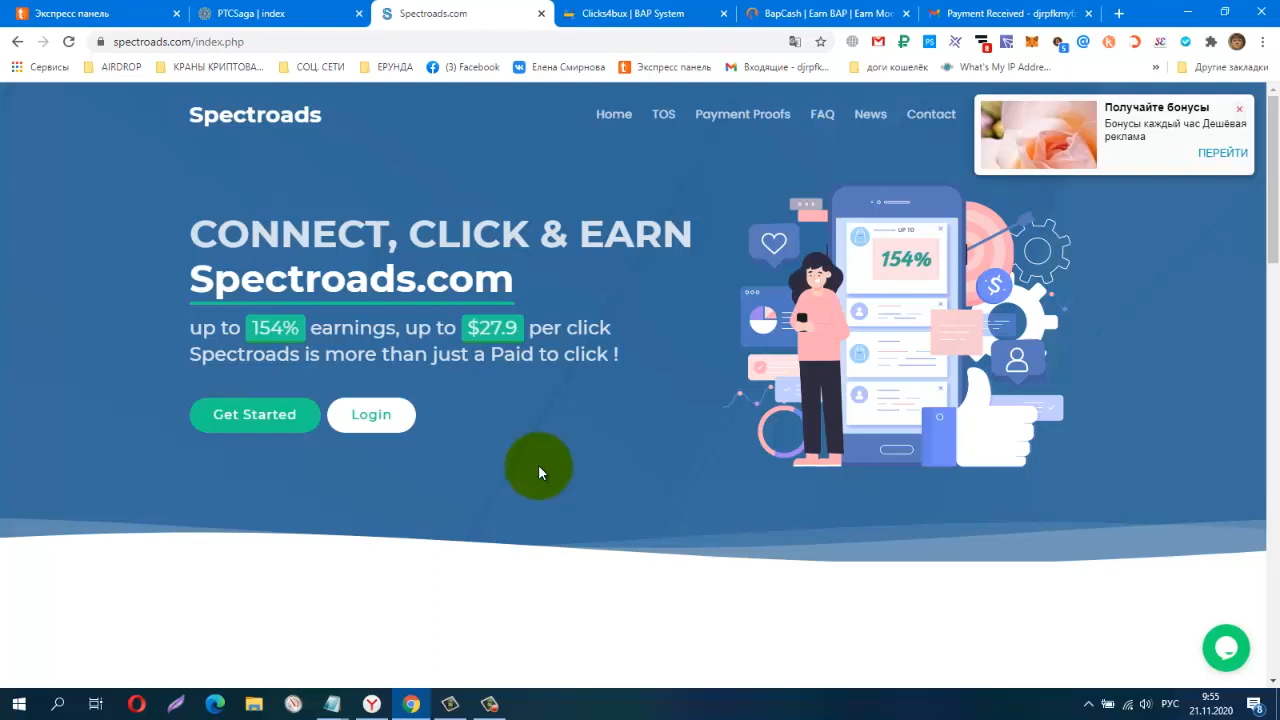 Экспресс панель
PTCSaga | index
Spectroads.com
Clicks4bux | BAP System
BapCash | Earn BAP | Earn Mon
Payment Received - djrpfkmyf
spectroads.com/index.php
Сервисы
AIRDROP
КРАНЫ КРИПТОВА...
СОЦ. СЕТИ
ЕРУНДА
(3) Facebook
Елена Смирнова
Экспресс панель
Входящие - djrpfk...
доги кошелёк
What's My IP Addre...
»
Другие закладки
Spectroads
Home
TOS
Payment Proofs
FAQ
News
Contact
Получайте бонусы
Бонусы каждый час Дешёвая
реклама
ПЕРЕЙТИ
CONNECT, CLICK & EARN
Spectroads.com
up to 154% earnings, up to $27.9 per click
Spectroads is more than just a Paid to click !
Get Started
Login
UP TO
154%
РУС
9:55
21.11.2020